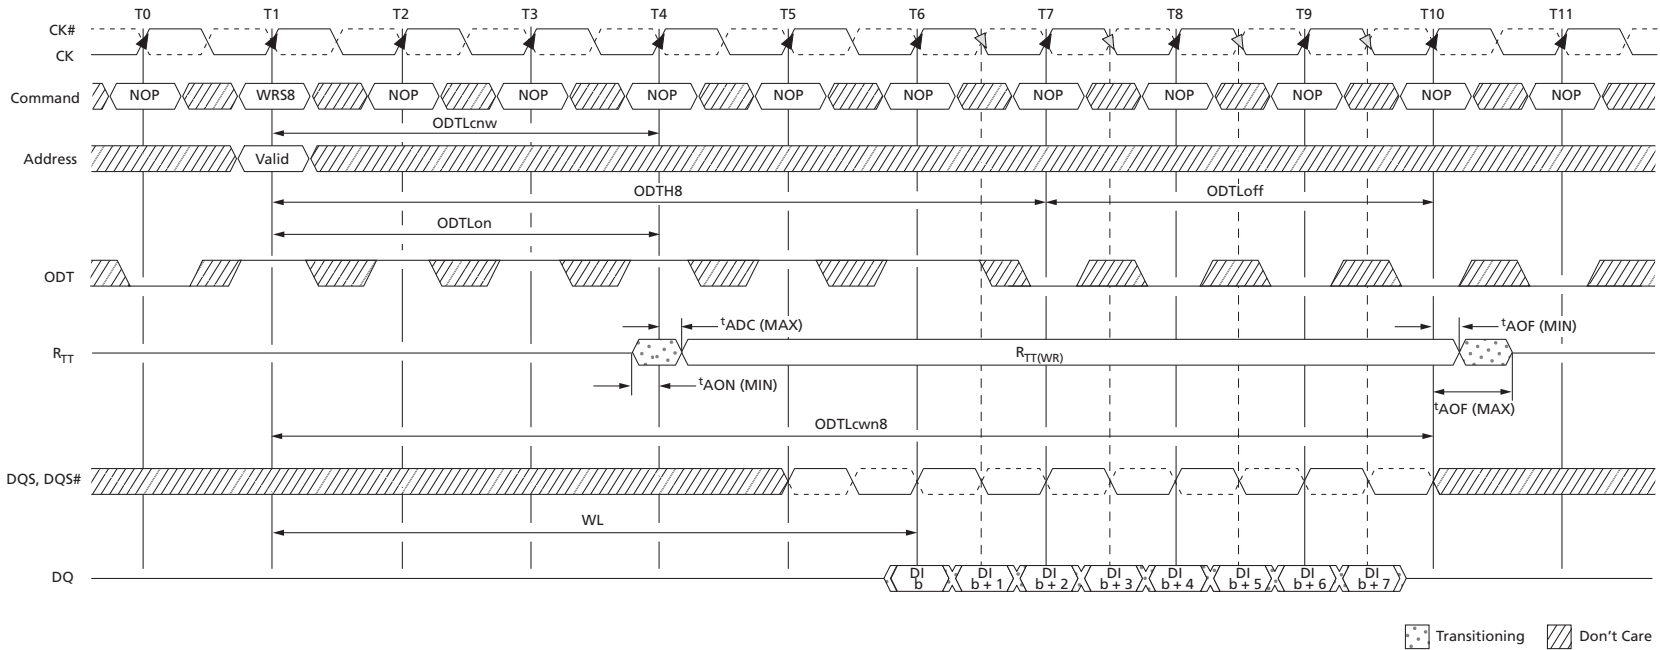 T0 T1 T2 T3 T4 T5 T6 T7 T8 T9 T10 T11
CK#
CK
Command NOP WRS8 NOP NOP NOP NOP NOP NOP NOP NOP NOP NOP
ODTLcnw
Address Valid
ODTH8 ODTLoff
ODTLon
ODT
tADC (MAX) tAOF (MIN)
RTT RTT(WR)
tAON (MIN)
tAOF (MAX)
ODTLcwn8
DQS, DQS#
WL
DQ DI b DI b + 1 DI b + 2 DI b + 3 DI b + 4 DI b + 5 DI b + 6 DI b + 7
Transitioning Don't Care